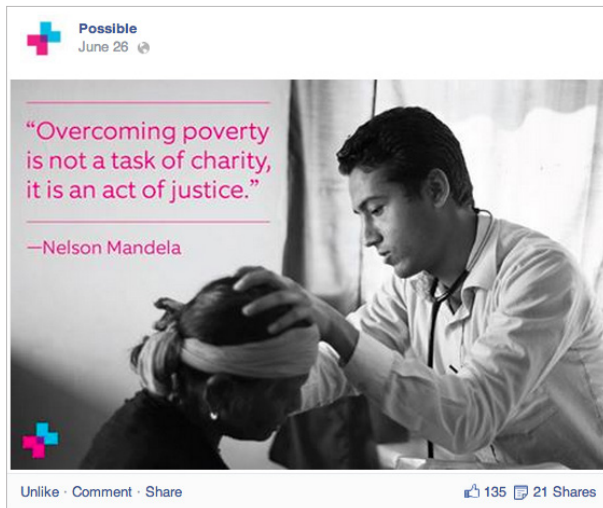 Possible
June 26
“Overcoming poverty
is not a task of charity,
it is an act of justice.”
—Nelson Mandela
Unlike · Comment · Share
135
21 Shares